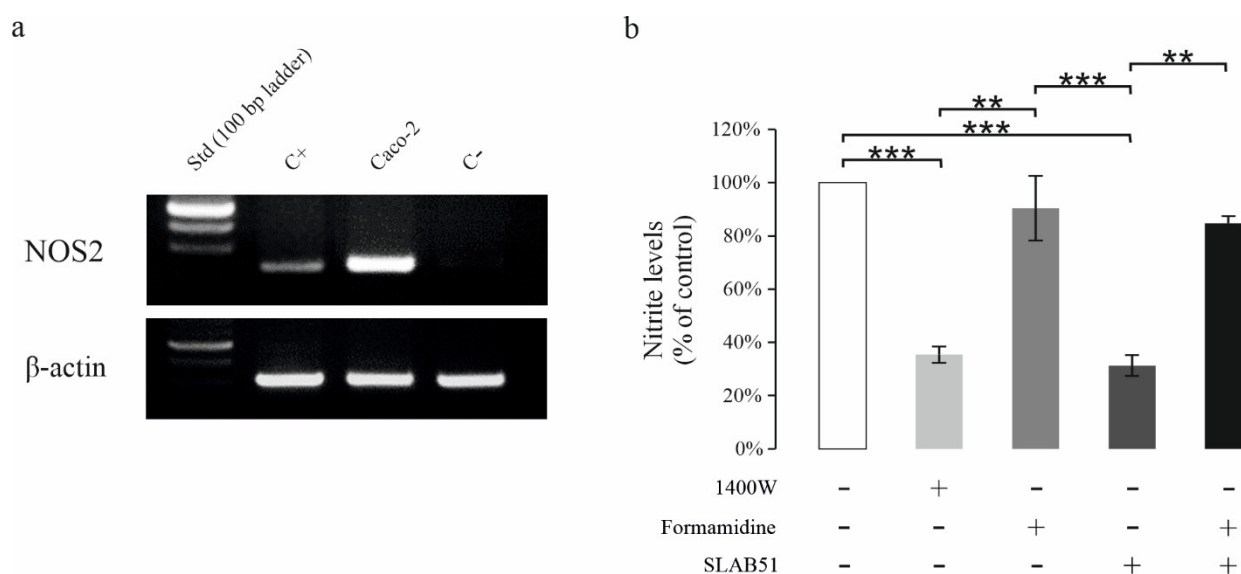 a
Std (100 bp ladder)
C+
Caco-2
C-
NOS2
β-actin
b
**
***
**
***
***
120%
100%
80%
60%
40%
20%
0%
Nitrite levels
(% of control)
1400W - + - - -
Formamidine - - + - +
SLAB51 - - - + +